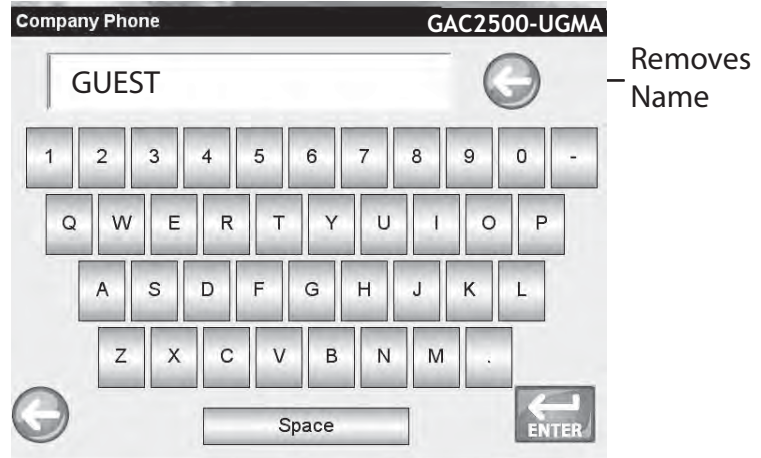 Company Phone GAC2500-UGMA
GUEST
Removes
Name
1 2 3 4 5 6 7 8 9 0 -
Q W E R T Y U I O P
A S D F G H J K L
Z X C V B N M .
Space
ENTER